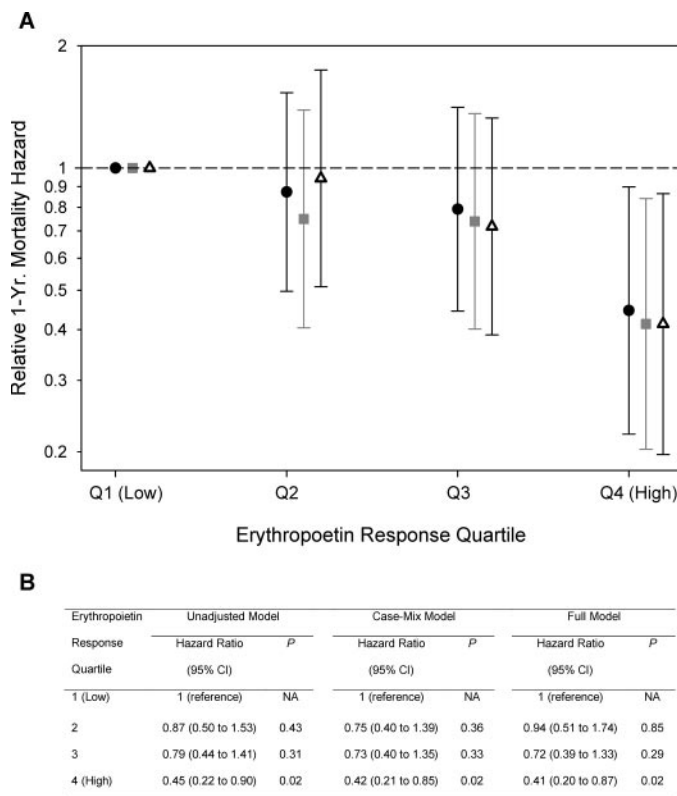 A
Relative 1-Yr. Mortality Hazard
2
1
0.9
0.8
0.7
0.6
0.5
0.4
0.3
0.2
Q1 (Low) Q2 Q3 Q4 (High)
Erythropoetin Response Quartile
B
Erythropoietin Unadjusted Model Case-Mix Model Full Model
Response Hazard Ratio P Hazard Ratio P Hazard Ratio P
Quartile (95% CI) (95% CI) (95% CI)
1 (Low) 1 (reference) NA 1 (reference) NA 1 (reference) NA
2 0.87 (0.50 to 1.53) 0.43 0.75 (0.40 to 1.39) 0.36 0.94 (0.51 to 1.74) 0.85
3 0.79 (0.44 to 1.41) 0.31 0.73 (0.40 to 1.35) 0.33 0.72 (0.39 to 1.33) 0.29
4 (High) 0.45 (0.22 to 0.90) 0.02 0.42 (0.21 to 0.85) 0.02 0.41 (0.20 to 0.87) 0.02